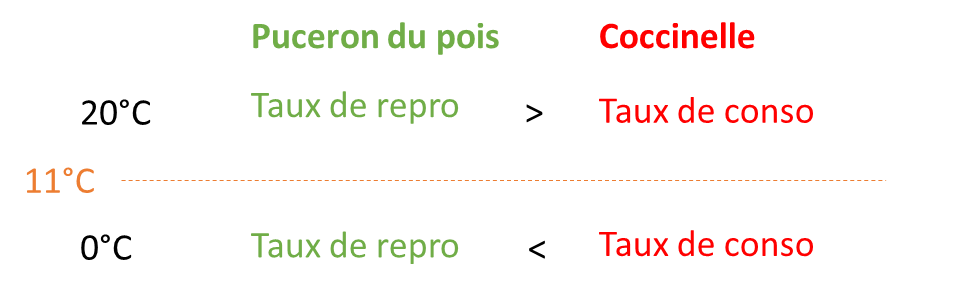 Puceron du pois Coccinelle
20°C Taux de repro > Taux de conso
11°C
0°C Taux de repro < Taux de conso